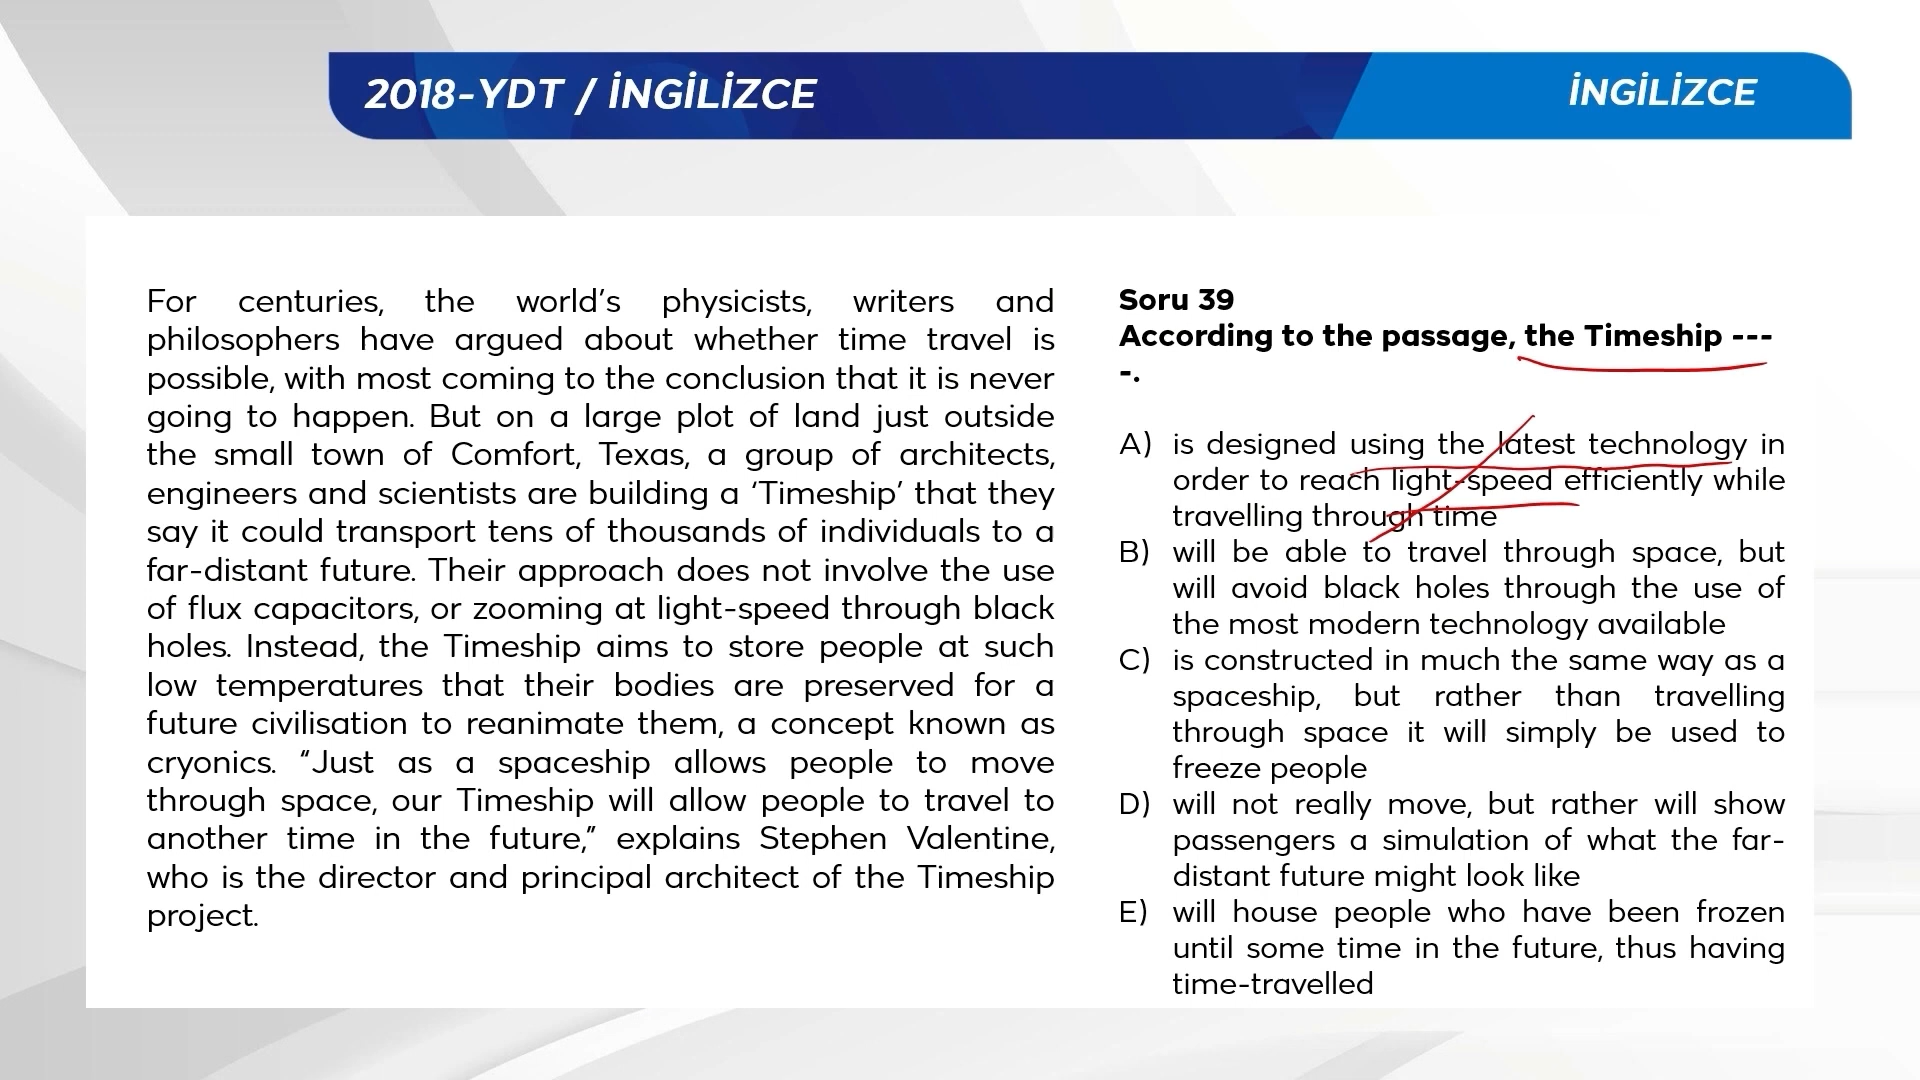 2018-YDT / İNGİLİZCE
İNGİLİZCE
For centuries, the world's physicists, writers and
philosophers have argued about whether time travel is
possible, with most coming to the conclusion that it is never
going to happen. But on a large plot of land just outside
the small town of Comfort, Texas, a group of architects,
engineers and scientists are building a ‘Timeship’ that they
say it could transport tens of thousands of individuals to a
far-distant future. Their approach does not involve the use
of flux capacitors, or zooming at light-speed through black
holes. Instead, the Timeship aims to store people at such
low temperatures that their bodies are preserved for a
future civilisation to reanimate them, a concept known as
cryonics. “Just as a spaceship allows people to move
through space, our Timeship will allow people to travel to
another time in the future,” explains Stephen Valentine,
who is the director and principal architect of the Timeship
project.
Soru 39
According to the passage, the Timeship ---
-.
A) is designed using the latest technology in
order to reach light-speed efficiently while
travelling through time
B) will be able to travel through space, but
will avoid black holes through the use of
the most modern technology available
C) is constructed in much the same way as a
spaceship, but rather than travelling
through space it will simply be used to
freeze people
D) will not really move, but rather will show
passengers a simulation of what the far-
distant future might look like
E) will house people who have been frozen
until some time in the future, thus having
time-travelled